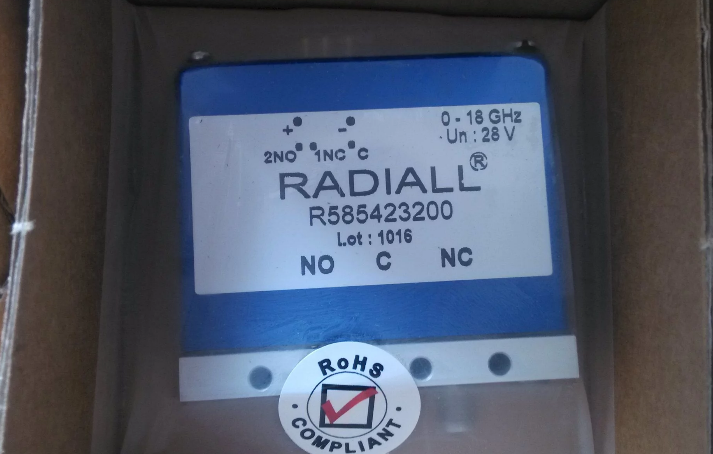 + -
0 - 18 GHz
Un : 28 V
2NO 1NC C
RADIALL®
R585423200
Lot : 1016
NO C NC
RoHS
COMPLIANT